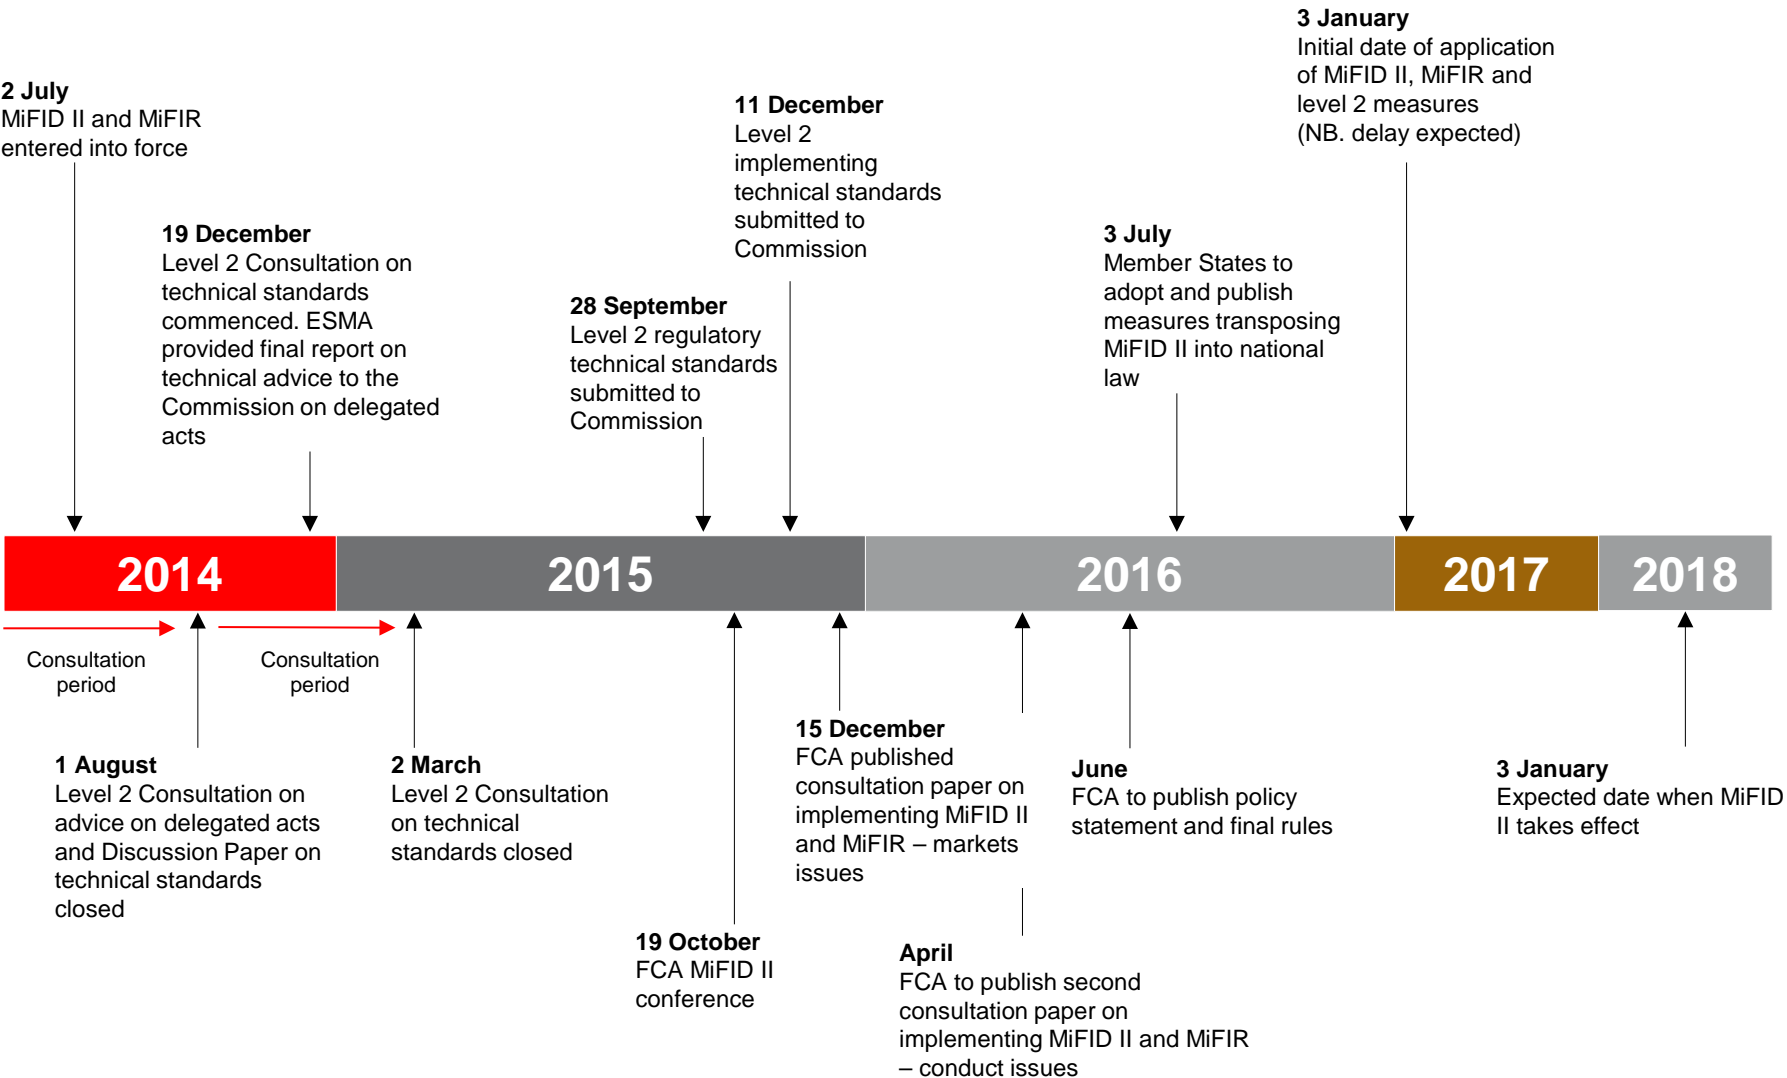 3 January
Initial date of application
of MiFID II, MiFIR and
level 2 measures
(NB. delay expected)
2 July
MiFID II and MiFIR
entered into force
11 December
Level 2
implementing
technical standards
submitted to
Commission
19 December
Level 2 Consultation on
technical standards
commenced. ESMA
provided final report on
technical advice to the
Commission on delegated
acts
28 September
Level 2 regulatory
technical standards
submitted to
Commission
3 July
Member States to
adopt and publish
measures transposing
MiFID II into national
law
2014
2015
2016
2017
2018
Consultation
period
Consultation
period
1 August
Level 2 Consultation on
advice on delegated acts
and Discussion Paper on
technical standards
closed
2 March
Level 2 Consultation
on technical
standards closed
19 October
FCA MiFID II
conference
15 December
FCA published
consultation paper on
implementing MiFID II
and MiFIR – markets
issues
April
FCA to publish second
consultation paper on
implementing MiFID II and MiFIR
– conduct issues
June
FCA to publish policy
statement and final rules
3 January
Expected date when MiFID
II takes effect